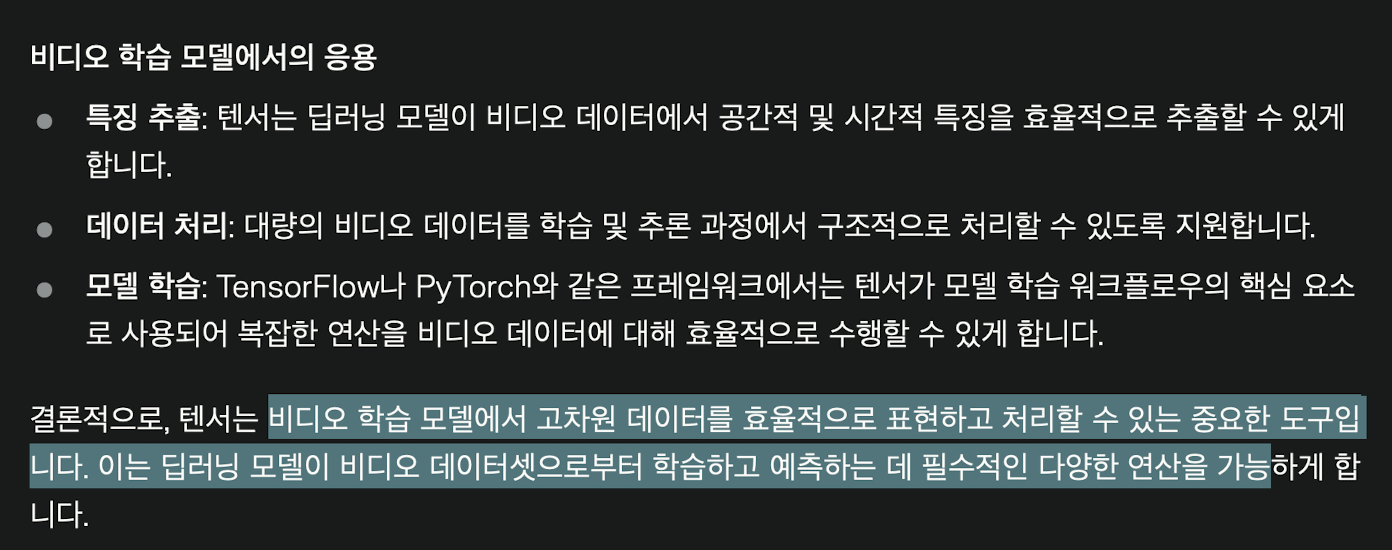 비디오 학습 모델에서의 응용
특징 추출: 텐서는 딥러닝 모델이 비디오 데이터에서 공간적 및 시간적 특징을 효율적으로 추출할 수 있게
합니다.
데이터 처리: 대량의 비디오 데이터를 학습 및 추론 과정에서 구조적으로 처리할 수 있도록 지원합니다.
모델 학습: TensorFlow나 PyTorch와 같은 프레임워크에서는 텐서가 모델 학습 워크플로우의 핵심 요소
로 사용되어 복잡한 연산을 비디오 데이터에 대해 효율적으로 수행할 수 있게 합니다.
결론적으로, 텐서는 비디오 학습 모델에서 고차원 데이터를 효율적으로 표현하고 처리할 수 있는 중요한 도구입
니다. 이는 딥러닝 모델이 비디오 데이터셋으로부터 학습하고 예측하는 데 필수적인 다양한 연산을 가능하게 합
니다.